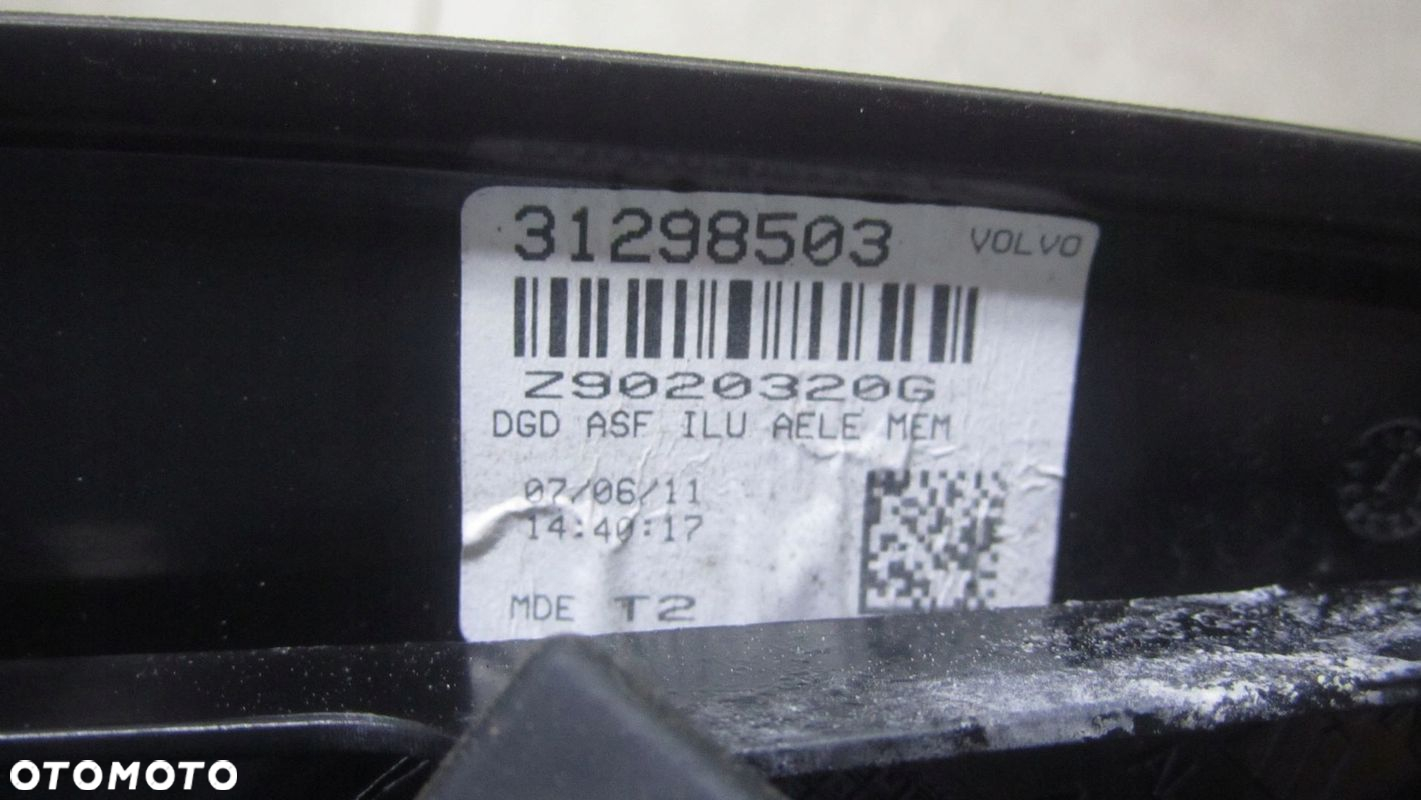 31298503 VOLVO
Z9020320G
DGD ASF ILU AELE MEM
07/06/11
14:40:17
MDE T2
OTOMOTO